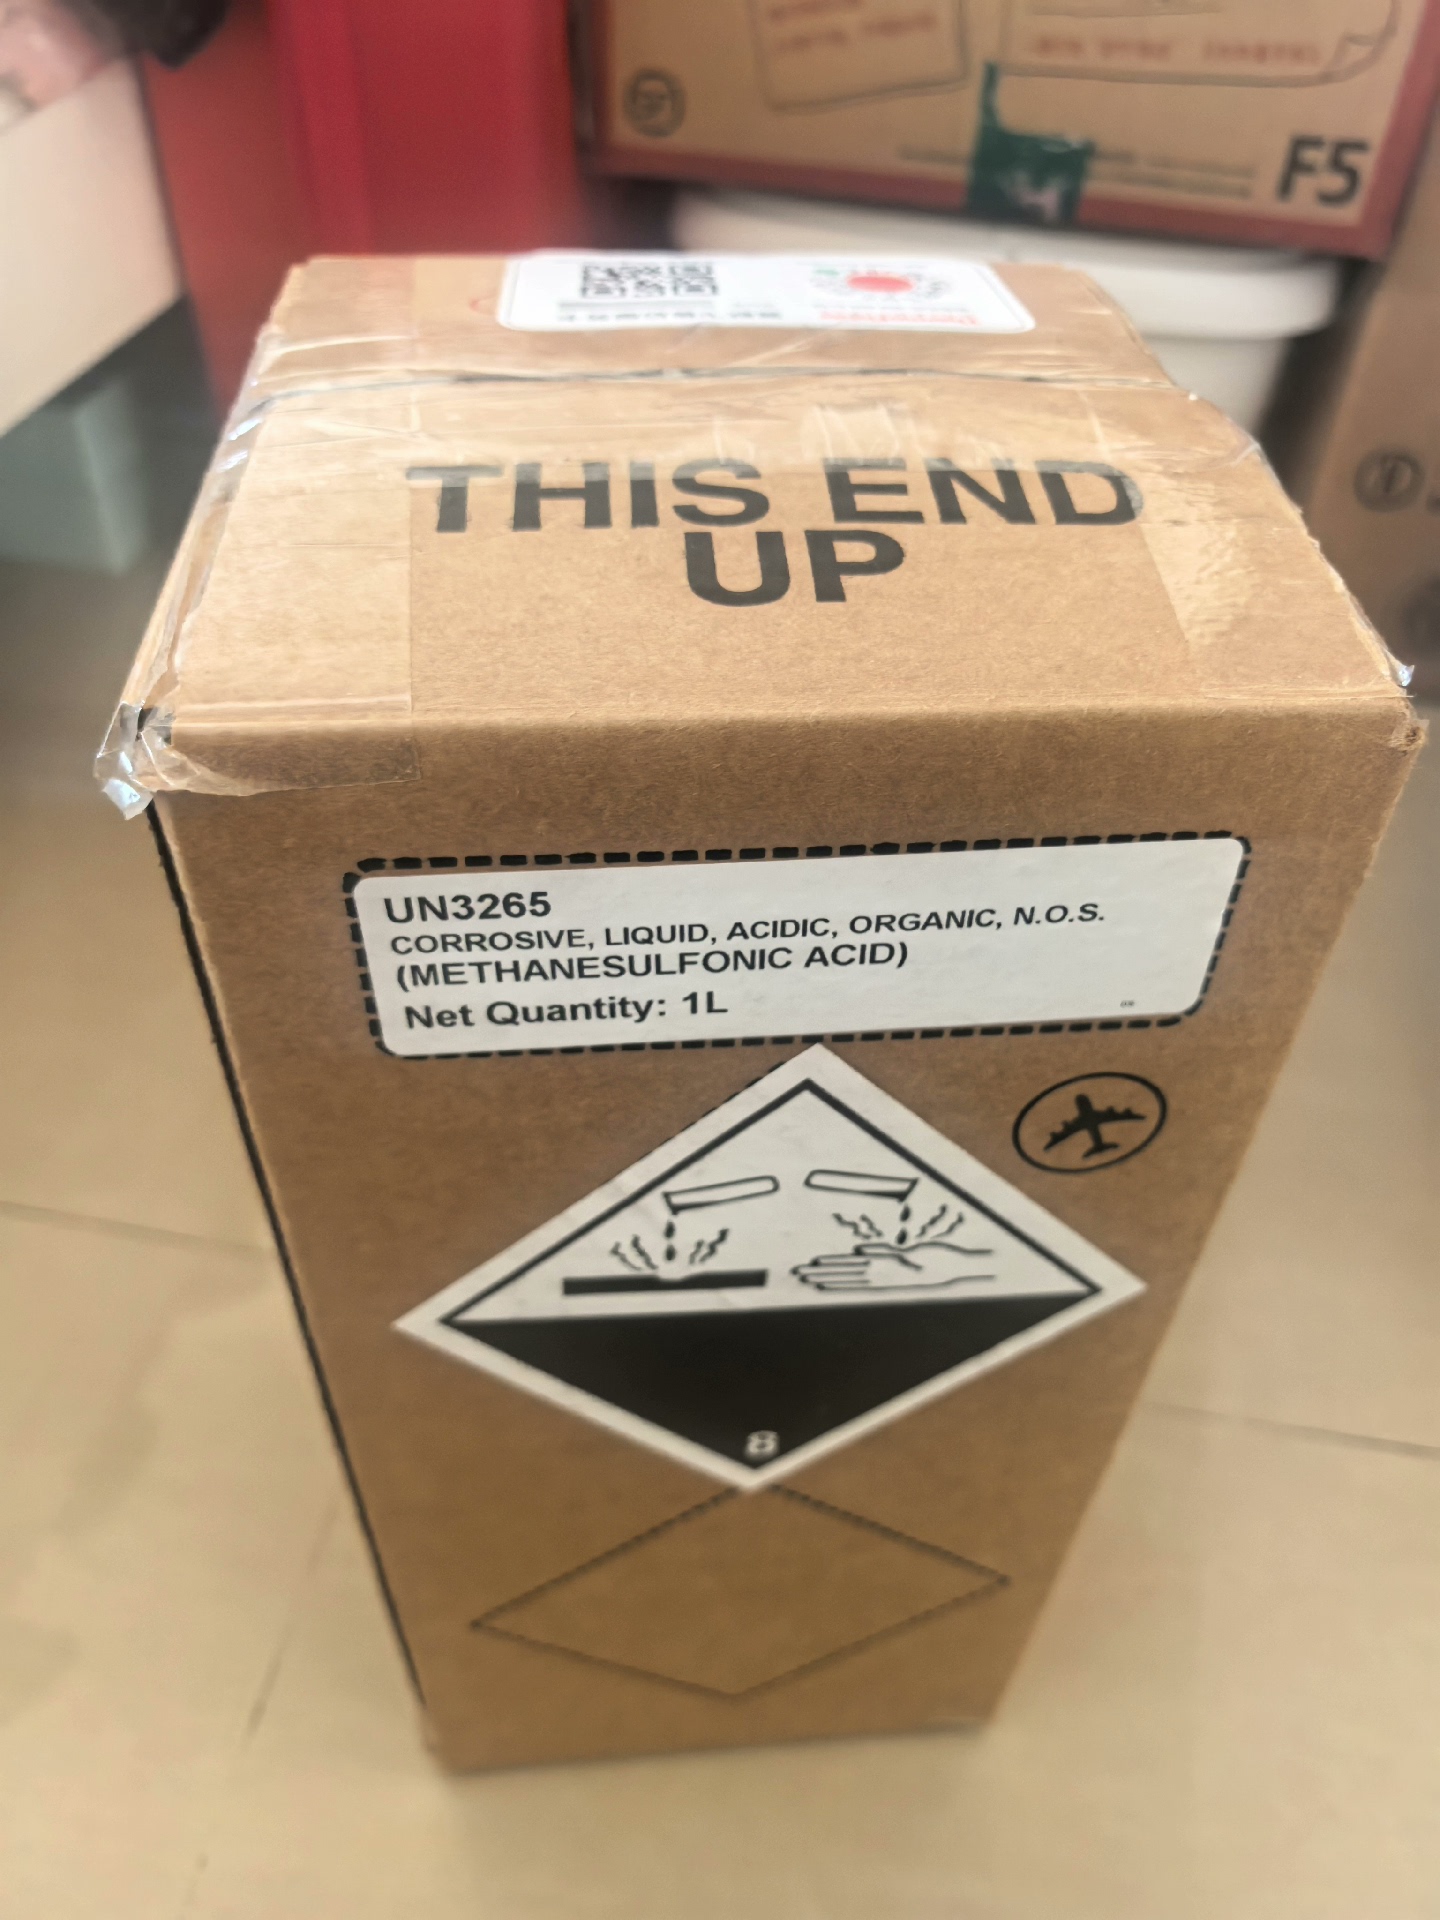 F5
THIS END
UP
UN3265
CORROSIVE, LIQUID, ACIDIC, ORGANIC, N.O.S.
(METHANESULFONIC ACID)
Net Quantity: 1L
8